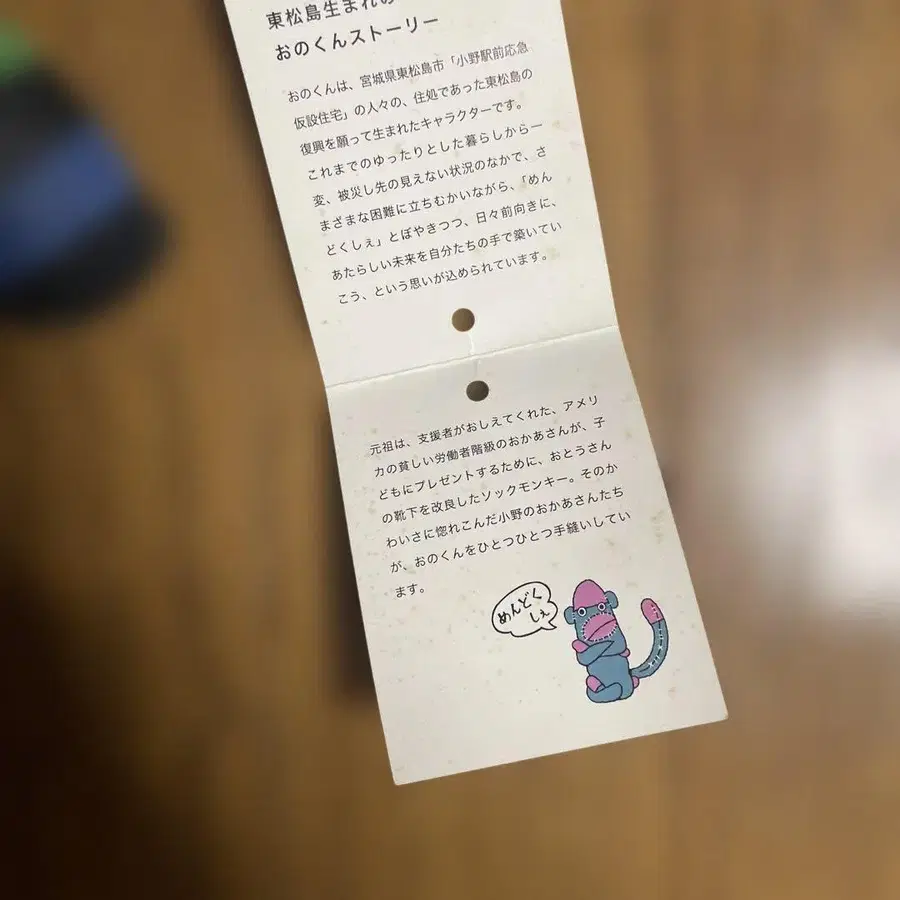 東松島生まれの
おのくんストーリー
おのくんは、宮城県東松島市「小野駅前応急
仮設住宅」の人々の、住処であった東松島の
復興を願って生まれたキャラクターです。
これまでのゆったりとした暮らしから一
変、被災し先の見えない状況のなかで、さ
まざまな困難に立ちむかいながら、「めん
どくしぇ」とぼやきつつ、日々前向きに、
あたらしい未来を自分たちの手で築いてい
こう、という思いが込められています。
元祖は、支援者がおしえてくれた、アメリ
カの貧しい労働者階級のおかあさんが、子
どもにプレゼントするために、おとうさん
の靴下を改良したソックモンキー。そのか
わいさに惚れこんだ小野のおかあさんたち
が、おのくんをひとつひとつ手縫いしてい
ます。
めんどく
しぇ